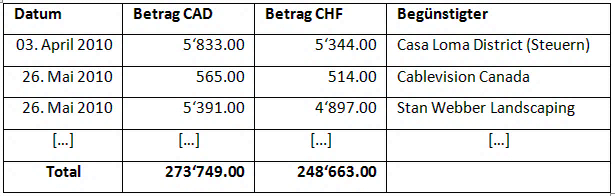 Datum Betrag CAD Betrag CHF Begünstigter
03. April 2010 5‘833.00 5‘344.00 Casa Loma District (Steuern)
26. Mai 2010 565.00 514.00 Cablevision Canada
26. Mai 2010 5‘391.00 4‘897.00 Stan Webber Landscaping
[…] […] […] […]
Total 273‘749.00 248‘663.00